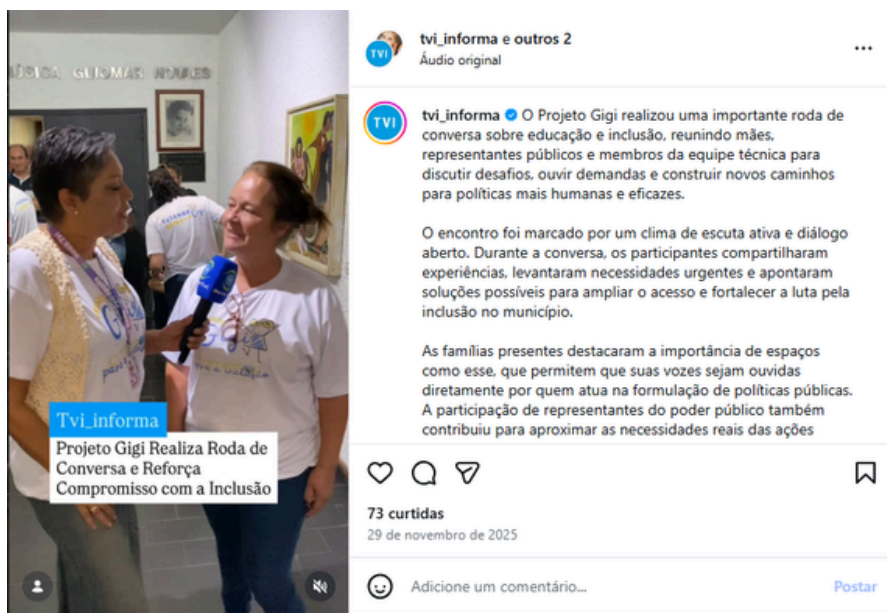 MÚSICA GUIOMAR NOVAES
Tvi_informa
Projeto Gigi Realiza Roda de
Conversa e Reforça
Compromisso com a Inclusão
TVI
tvi_informa e outros 2
Áudio original
TVI
tvi_informa O Projeto Gigi realizou uma importante roda de
conversa sobre educação e inclusão, reunindo mães,
representantes públicos e membros da equipe técnica para
discutir desafios, ouvir demandas e construir novos caminhos
para políticas mais humanas e eficazes.
O encontro foi marcado por um clima de escuta ativa e diálogo
aberto. Durante a conversa, os participantes compartilharam
experiências, levantaram necessidades urgentes e apontaram
soluções possíveis para ampliar o acesso e fortalecer a luta pela
inclusão no município.
As famílias presentes destacaram a importância de espaços
como esse, que permitem que suas vozes sejam ouvidas
diretamente por quem atua na formulação de políticas públicas.
A participação de representantes do poder público também
contribuiu para aproximar as necessidades reais das ações
73 curtidas
29 de novembro de 2025
Adicione um comentário...
Postar